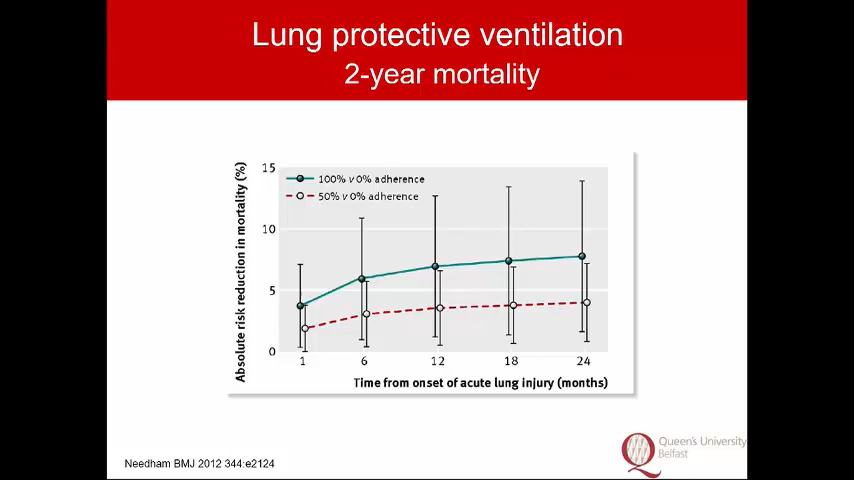 Lung protective ventilation
2-year mortality
Absolute risk reduction in mortality (%)
15
10
5
0
100% v 0% adherence
50% v 0% adherence
1 6 12 18 24
Time from onset of acute lung injury (months)
Needham BMJ 2012 344:e2124
Queen's University
Belfast